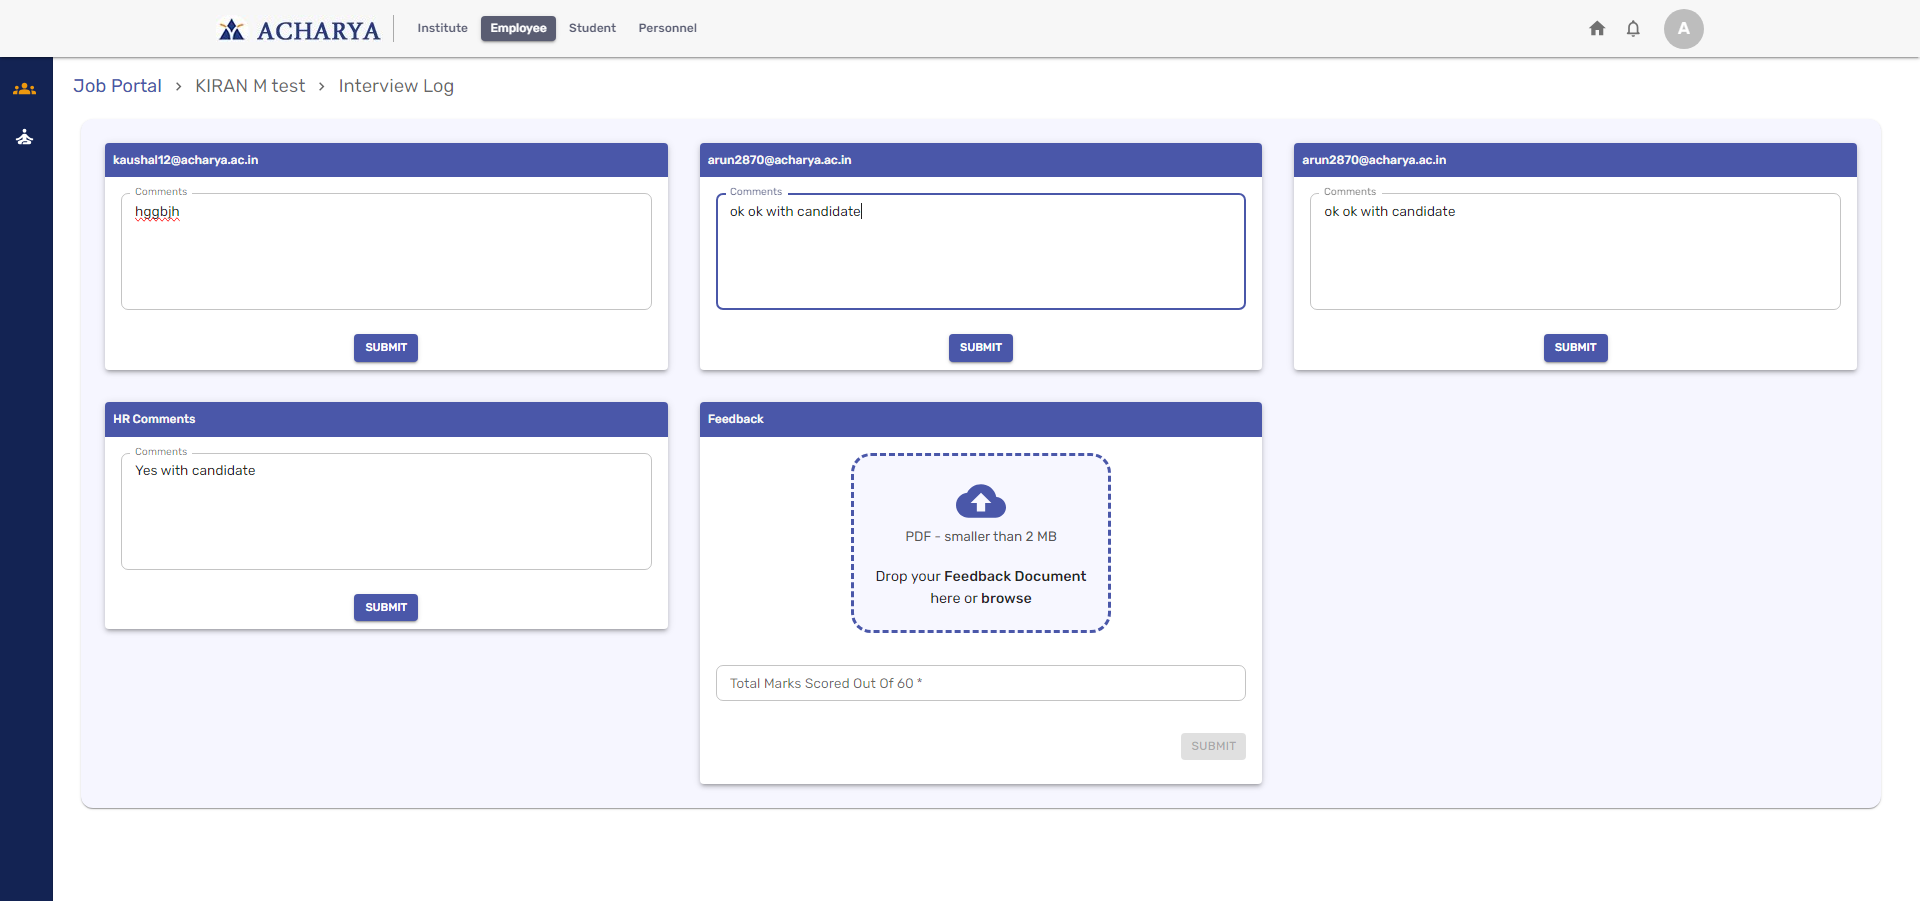 ACHARYA
Institute
Employee
Student
Personnel
A
Job Portal › KIRAN M test › Interview Log
kaushal12@acharya.ac.in
Comments
hggbjh
SUBMIT
arun2870@acharya.ac.in
Comments
ok ok with candidate
SUBMIT
arun2870@acharya.ac.in
Comments
ok ok with candidate
SUBMIT
HR Comments
Comments
Yes with candidate
SUBMIT
Feedback
PDF - smaller than 2 MB
Drop your Feedback Document
here or browse
Total Marks Scored Out Of 60 *
SUBMIT